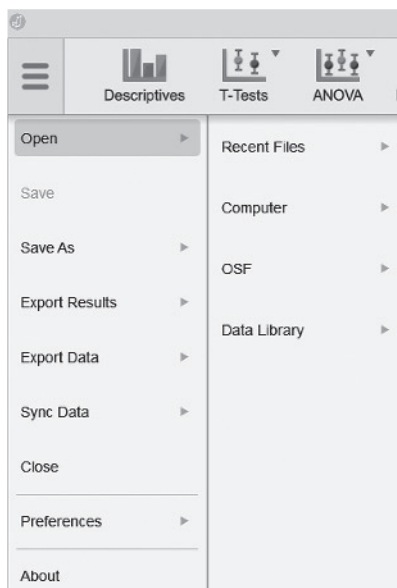 Descriptives
T-Tests
ANOVA
Open
Save
Save As
Export Results
Export Data
Sync Data
Close
Preferences
About
Recent Files
Computer
OSF
Data Library